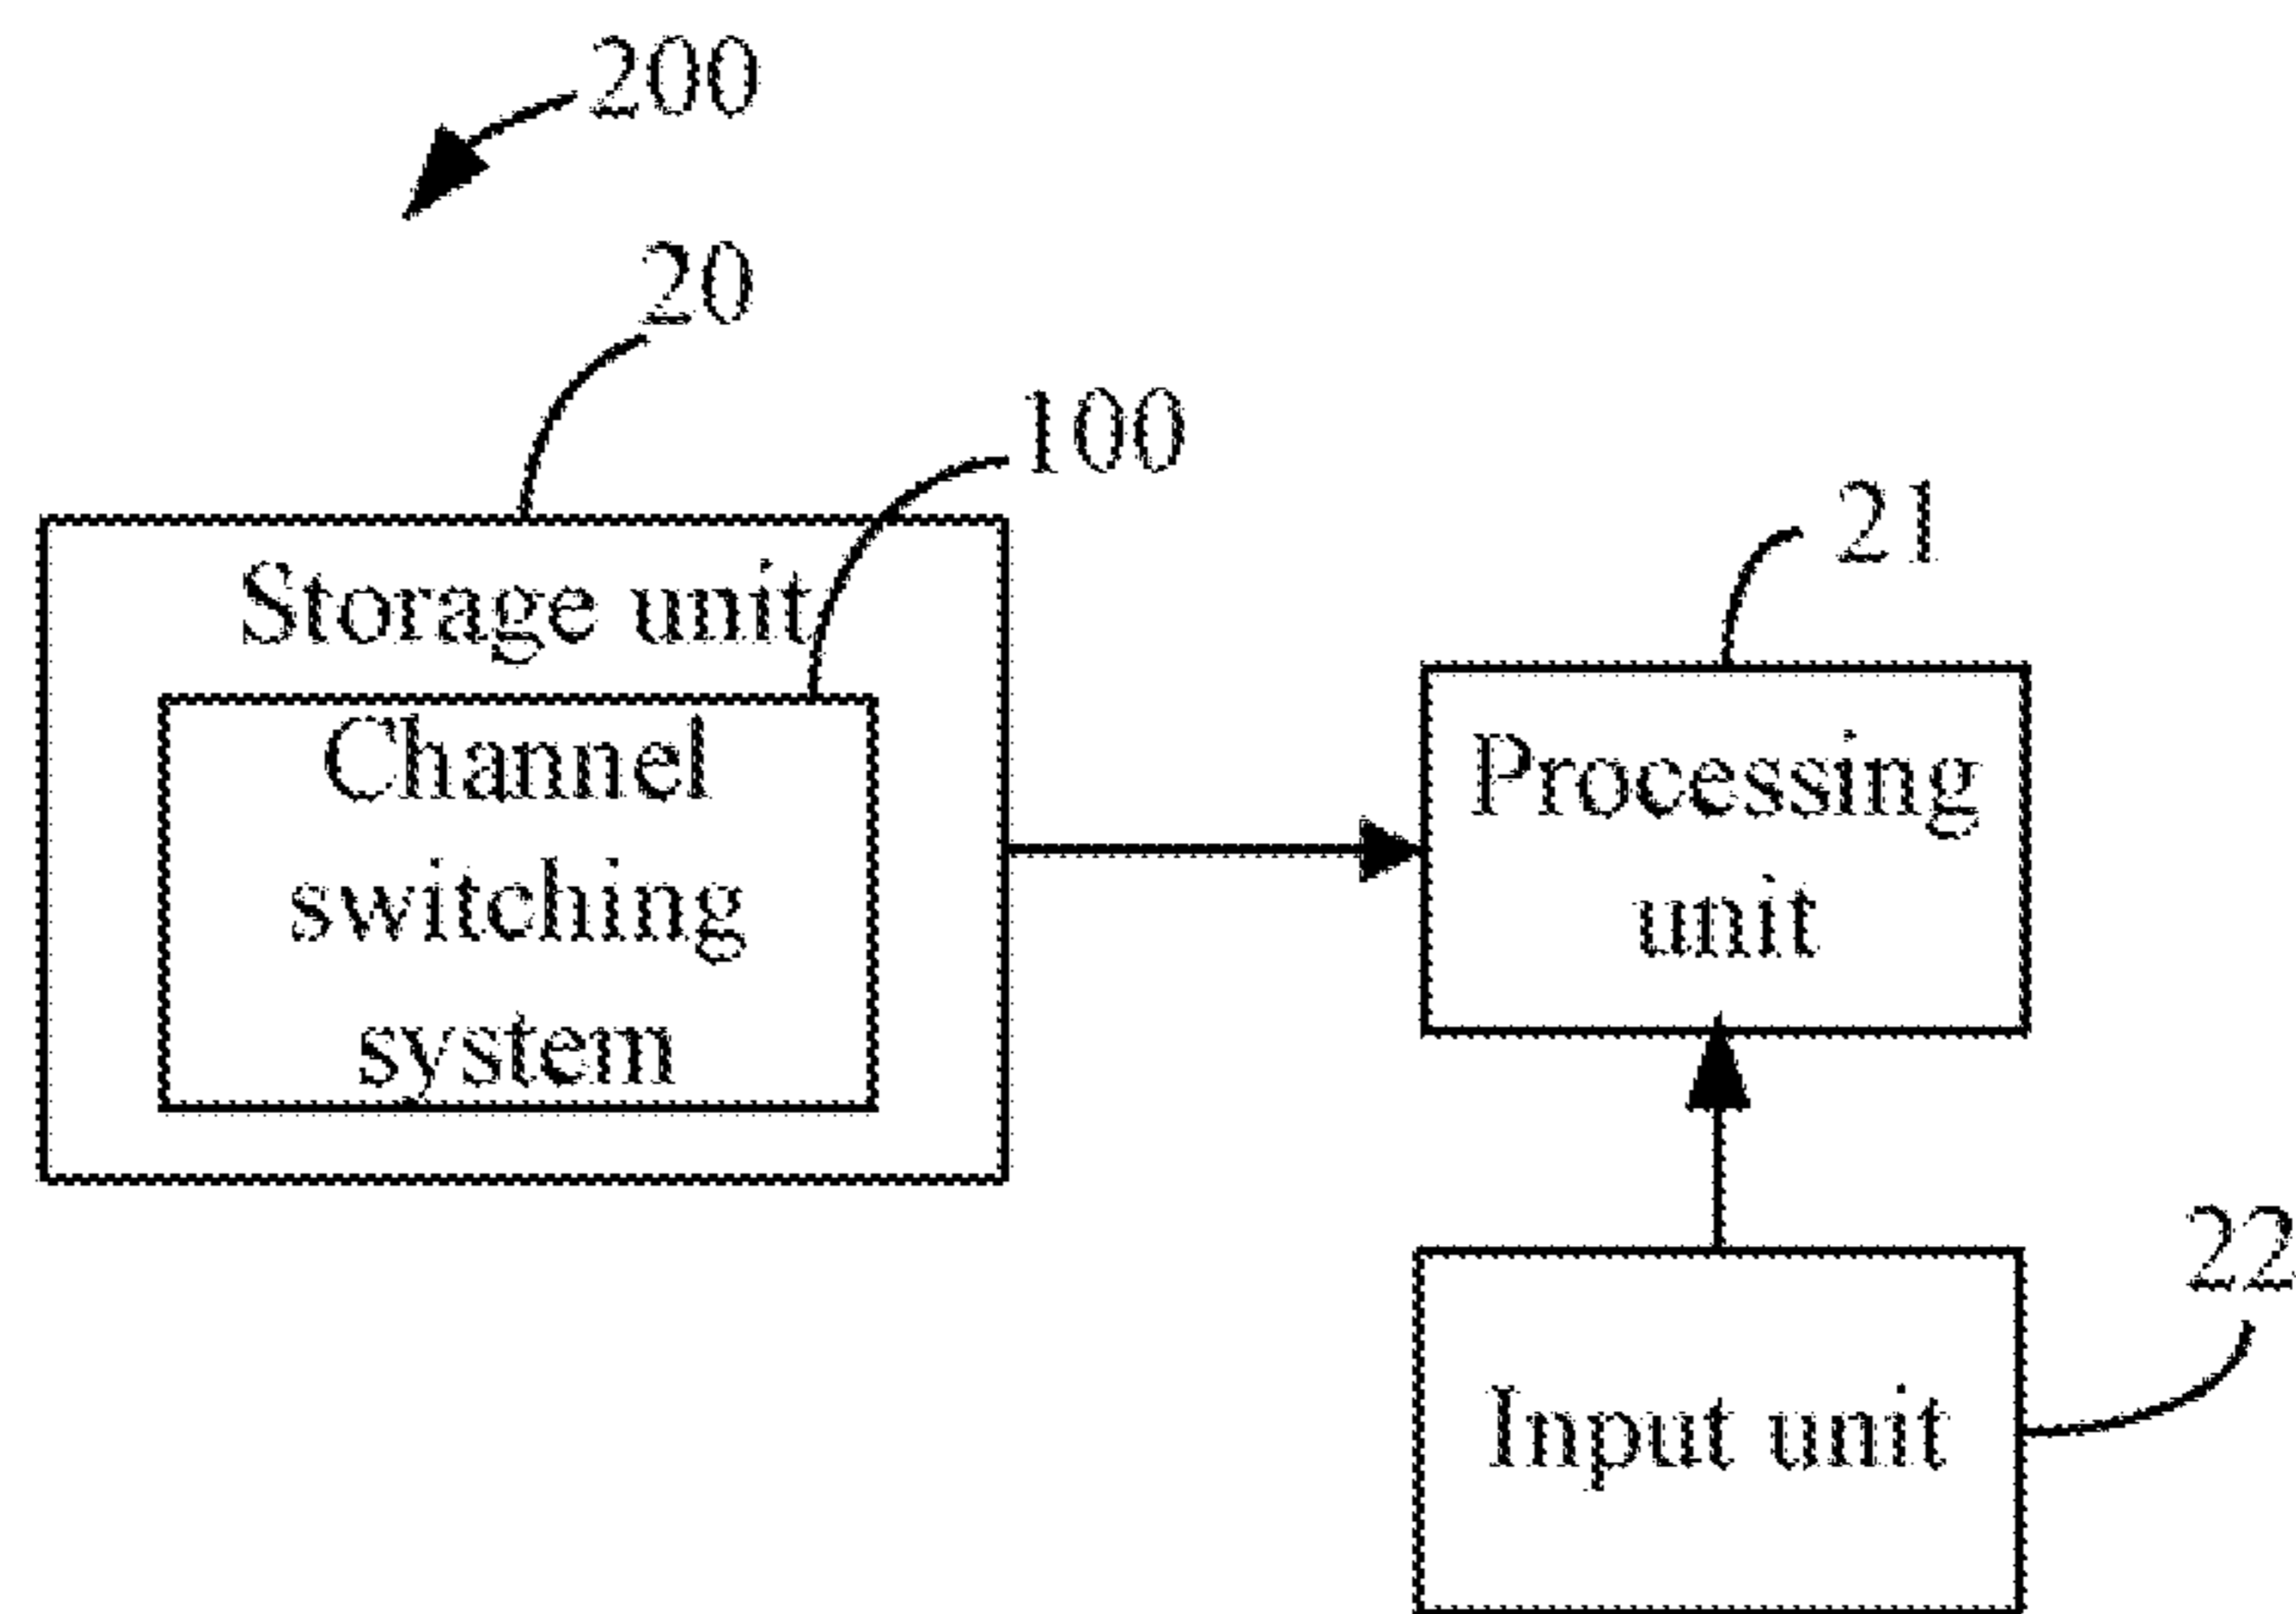 200
20
100
21
Storage unit
Channel
switching
system
Processing
unit
22
Input unit